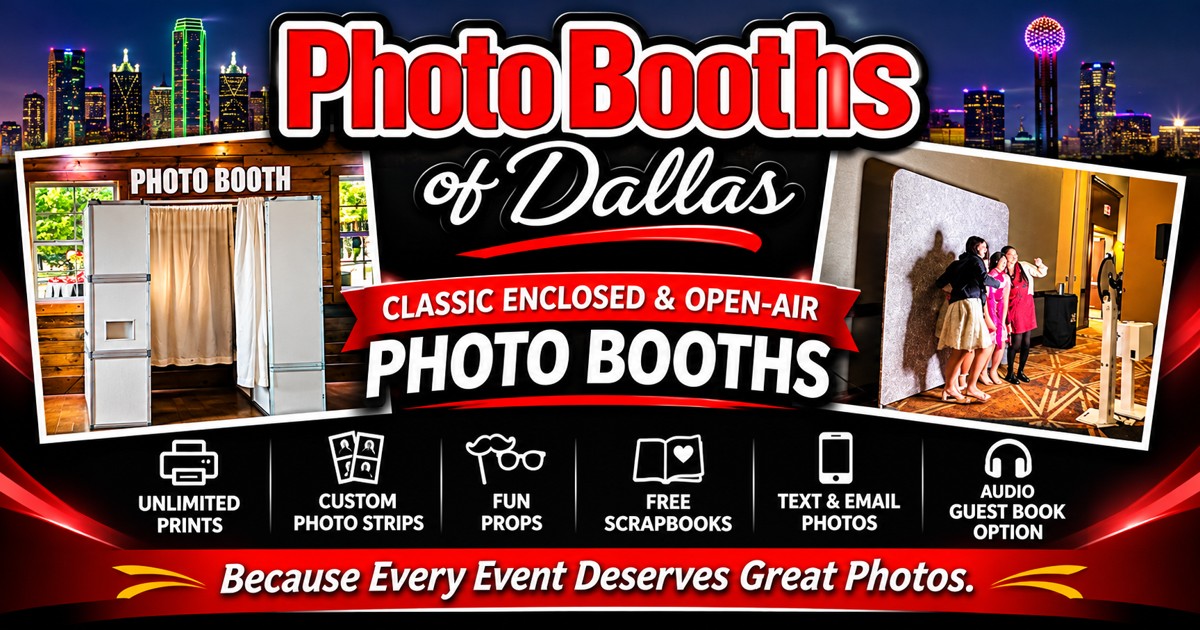 Photo Booths
of Dallas
PHOTO BOOTH
CLASSIC ENCLOSED & OPEN-AIR
PHOTO BOOTHS
UNLIMITED
PRINTS
CUSTOM
PHOTO STRIPS
FUN
PROPS
FREE
SCRAPBOOKS
TEXT & EMAIL
PHOTOS
AUDIO
GUEST BOOK
OPTION
Because Every Event Deserves Great Photos.